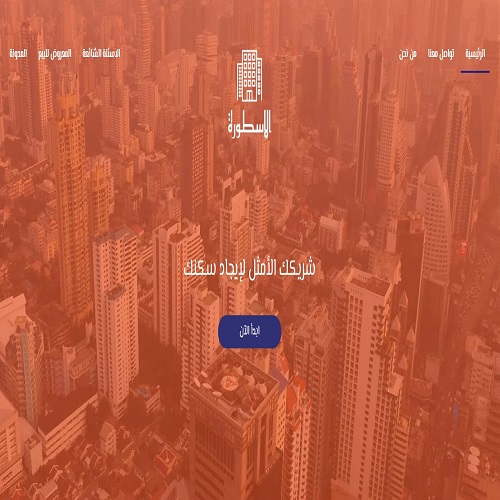 الرئيسية
تواصل معنا
من نحن
الاسئلة الشائعة
المعروض للبيع
المدونة
الاسطورة
شريكك الأمثل لإيجاد سكنك
ابدأ الآن